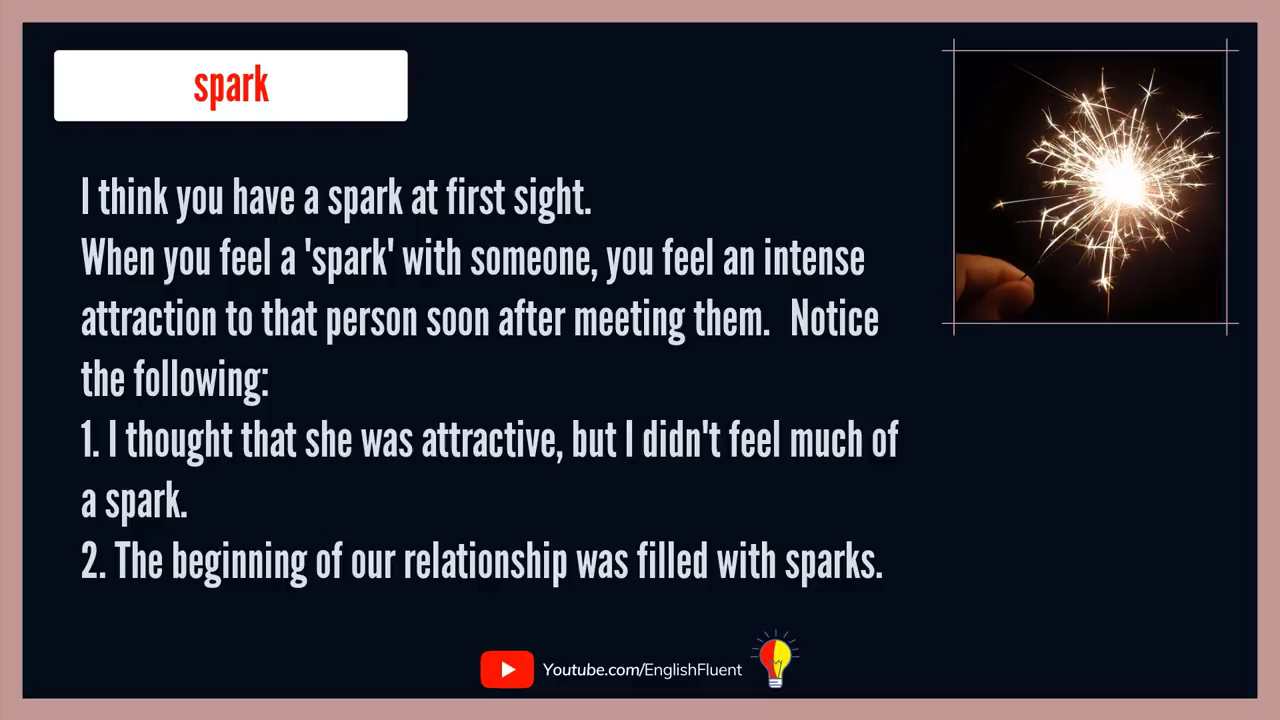 spark
I think you have a spark at first sight.
When you feel a 'spark' with someone, you feel an intense
attraction to that person soon after meeting them.  Notice
the following:
1. I thought that she was attractive, but I didn't feel much of
a spark.
2. The beginning of our relationship was filled with sparks.
Youtube.com/EnglishFluent